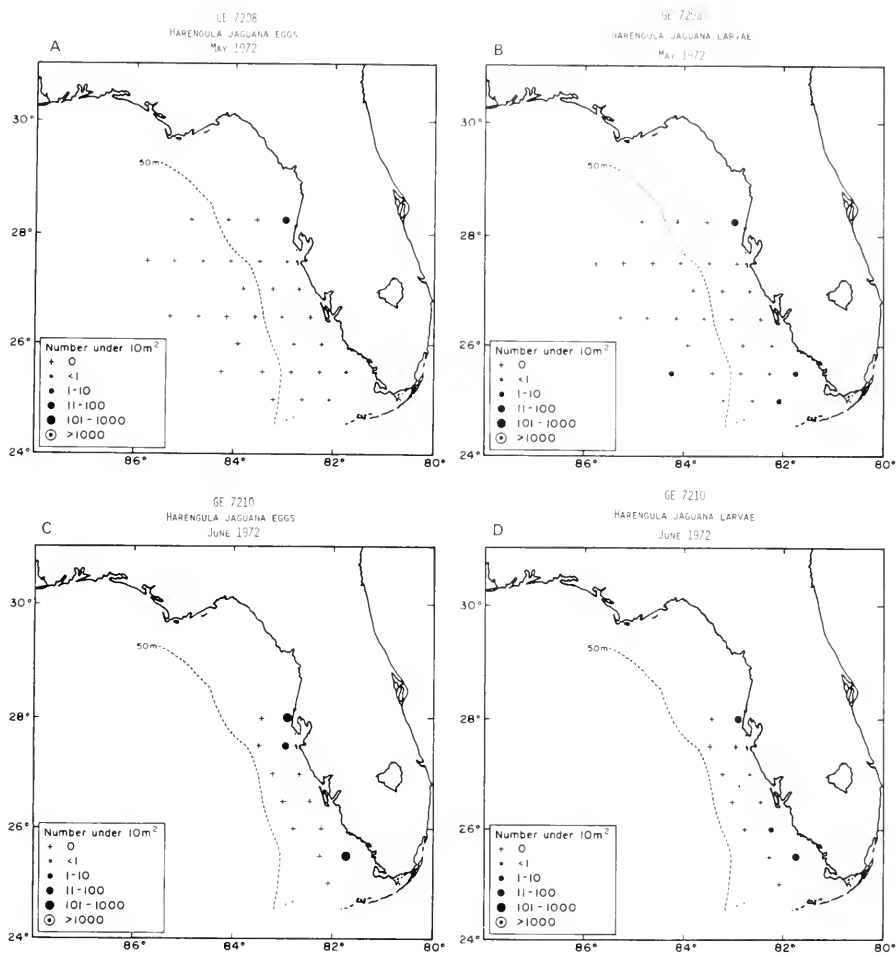 LE 7208
HARENGULA JAGUANA EGGS
MAY 1972
A
30°
28°
26°
24°
50m
Number under 10m²
+ 0
<1
1-10
11-100
101-1000
>1000
86°
84°
82°
80°
GE 7208
HARENGULA JAGUANA LARVAE
MAY 1972
B
30°
28°
26°
24°
50m
Number under 10m²
+ 0
<1
1-10
11-100
101-1000
>1000
86°
84°
82°
80°
GE 7210
HARENGULA JAGUANA EGGS
JUNE 1972
C
30°
28°
26°
24°
50m
Number under 10m²
+ 0
<1
1-10
11-100
101-1000
>1000
86°
84°
82°
80°
GE 7210
HARENGULA JAGUANA LARVAE
JUNE 1972
D
30°
28°
26°
24°
50m
Number under 10m²
+ 0
<1
1-10
11-100
101-1000
>1000
86°
84°
82°
80°